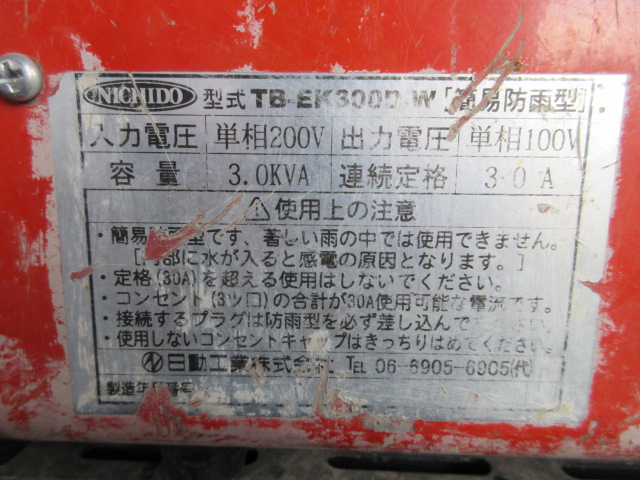 NICHIDO 型式 TB-EK300D-W [簡易防雨型]
入力電圧 単相200V 出力電圧 単相100V
容量 3.0KVA 連続定格 30A
⚠使用上の注意
・簡易防雨型です、著しい雨の中では使用できません。
[内部に水が入ると感電の原因となります。]
・定格(30A)を超える使用はしないでください。
・コンセント(3ツ口)の合計が30A使用可能な電流です。
・接続するプラグは防雨型を必ず差し込んで下さい。
・使用しないコンセントキャップはきっちりはめてください。
日動工業株式会社 TEL 06-6905-6905(代)
製造年月番号